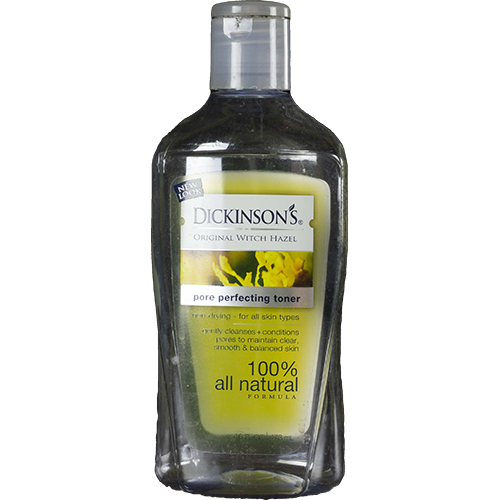 NEW
LOOK
DICKINSON'S®
ORIGINAL WITCH HAZEL
pore perfecting toner
non-drying - for all skin types
gently cleanses + conditions
pores to maintain clear,
smooth & balanced skin
100%
all natural
FORMULA